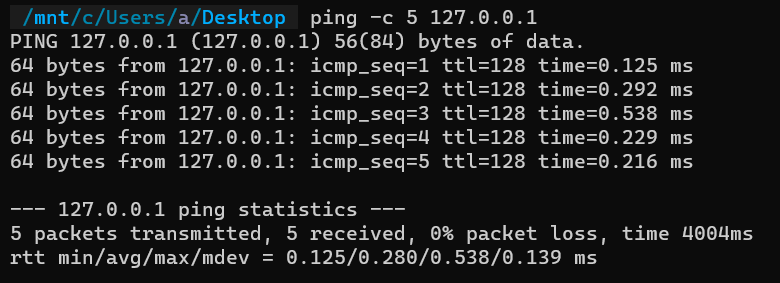 /mnt/c/Users/a/Desktop ping -c 5 127.0.0.1
PING 127.0.0.1 (127.0.0.1) 56(84) bytes of data.
64 bytes from 127.0.0.1: icmp_seq=1 ttl=128 time=0.125 ms
64 bytes from 127.0.0.1: icmp_seq=2 ttl=128 time=0.292 ms
64 bytes from 127.0.0.1: icmp_seq=3 ttl=128 time=0.538 ms
64 bytes from 127.0.0.1: icmp_seq=4 ttl=128 time=0.229 ms
64 bytes from 127.0.0.1: icmp_seq=5 ttl=128 time=0.216 ms
--- 127.0.0.1 ping statistics ---
5 packets transmitted, 5 received, 0% packet loss, time 4004ms
rtt min/avg/max/mdev = 0.125/0.280/0.538/0.139 ms